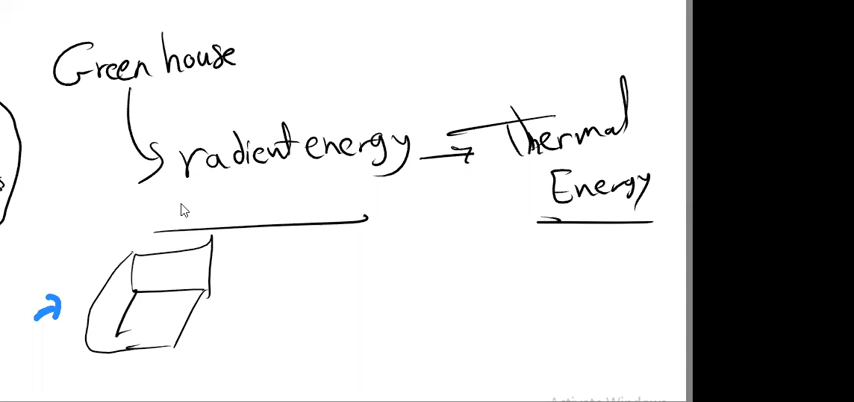 Green house
radient energy → thermal
Energy